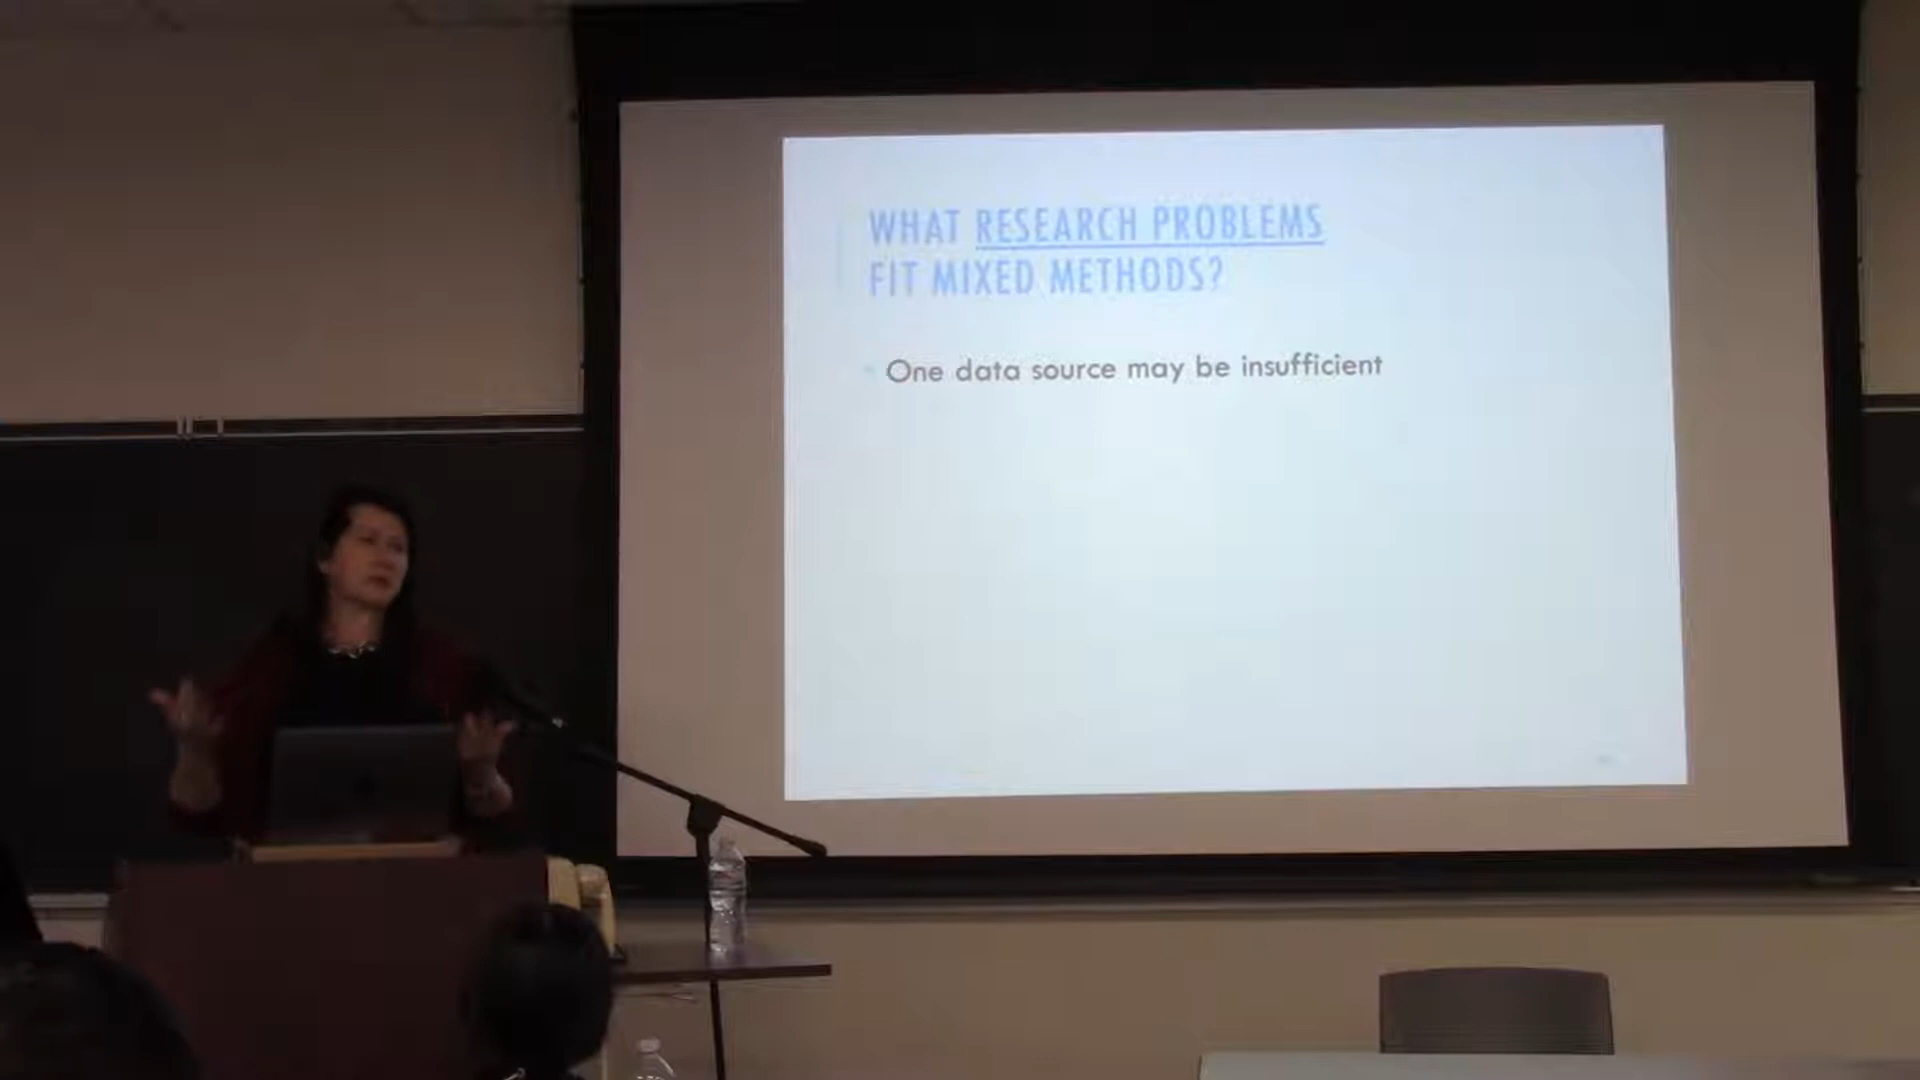 WHAT RESEARCH PROBLEMS
FIT MIXED METHODS?
One data source may be insufficient